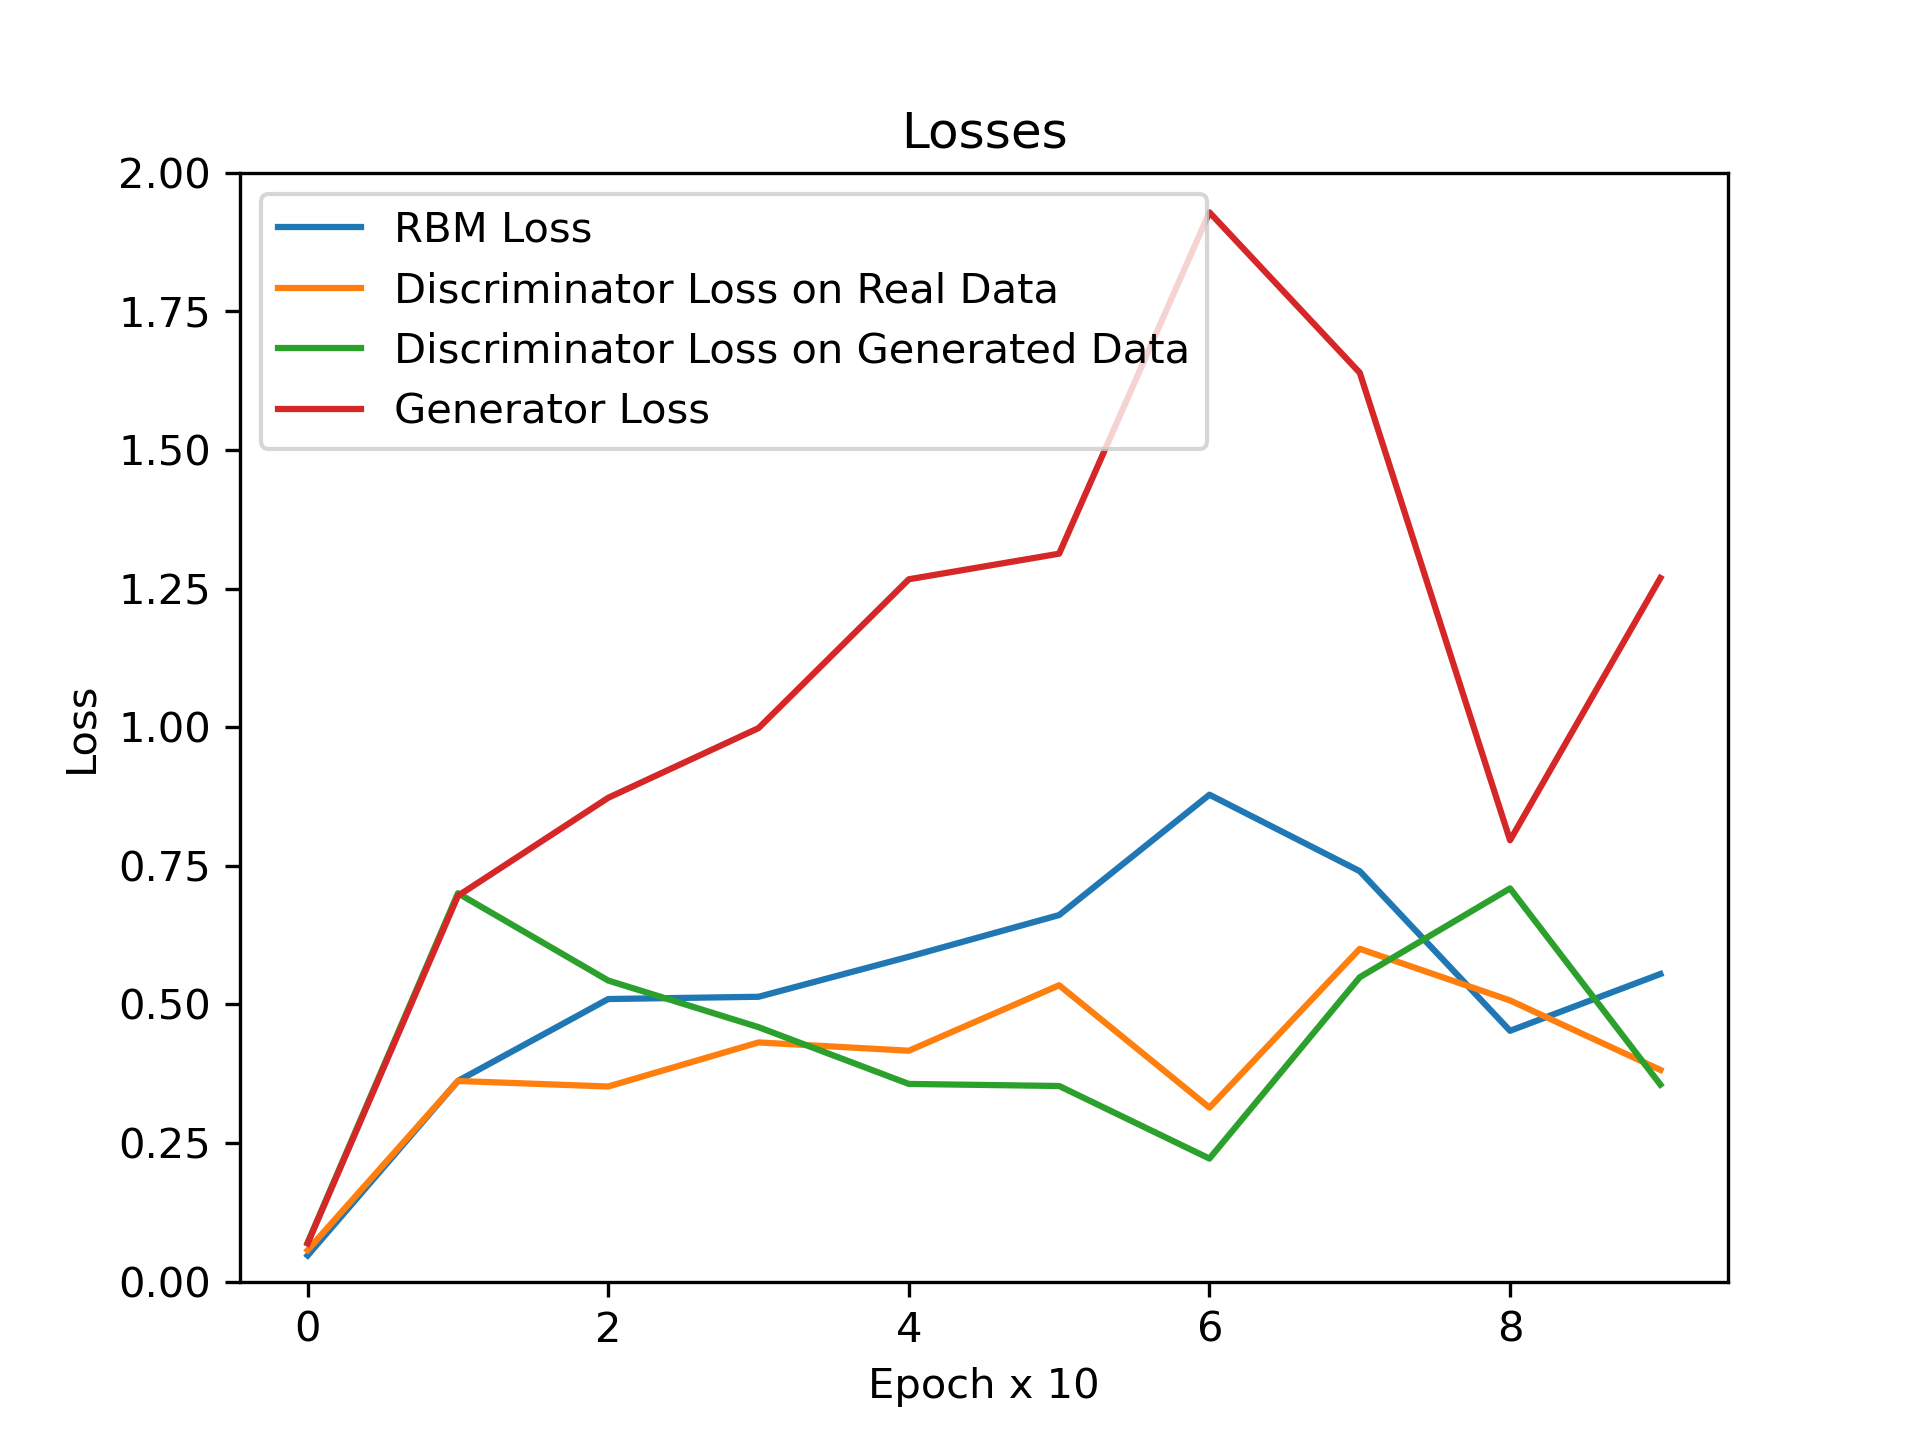 Losses
2.00
1.75
1.50
1.25
1.00
0.75
0.50
0.25
0.00
Loss
RBM Loss
Discriminator Loss on Real Data
Discriminator Loss on Generated Data
Generator Loss
0 2 4 6 8
Epoch x 10